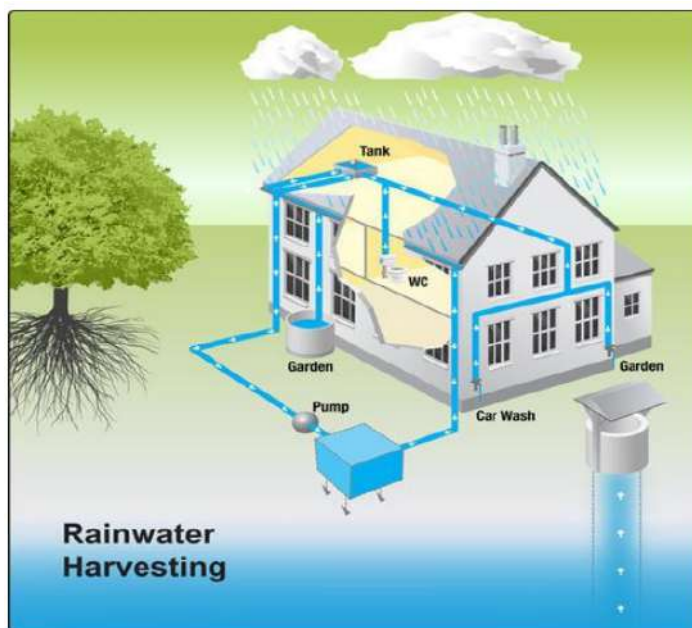 Tank
WC
Garden
Garden
Pump
Car Wash
Rainwater
Harvesting